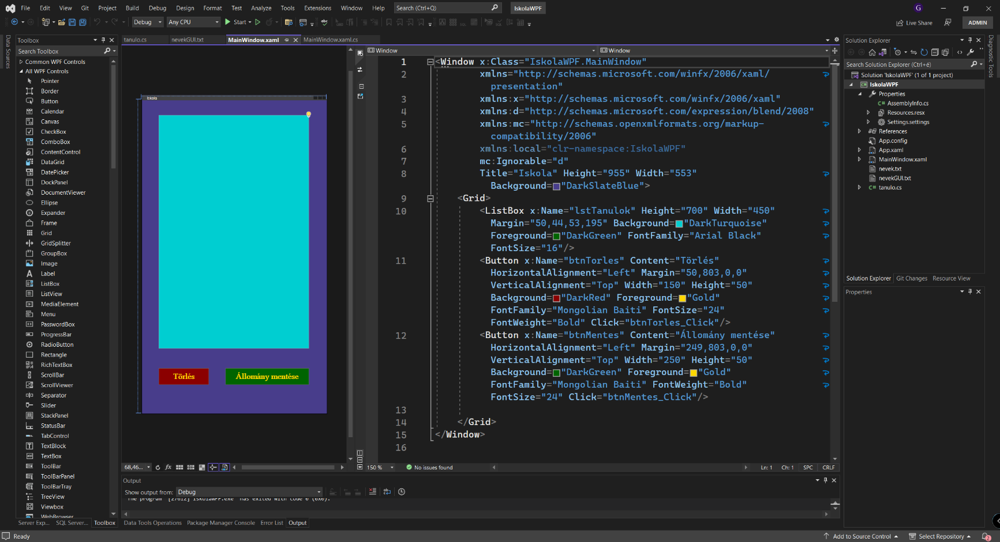 File Edit View Git Project Build Debug Design Format Test Analyze Tools Extensions Window Help Search (Ctrl+Q) IskolaWPF G
Debug Any CPU Start Live Share ADMIN
Data Sources
Toolbox
Search Toolbox
Common WPF Controls
All WPF Controls
Pointer
Border
Button
Calendar
Canvas
CheckBox
ComboBox
ContentControl
DataGrid
DatePicker
DockPanel
DocumentViewer
Ellipse
Expander
Frame
Grid
GridSplitter
GroupBox
Image
Label
ListBox
ListView
MediaElement
Menu
PasswordBox
ProgressBar
RadioButton
Rectangle
RichTextBox
ScrollBar
ScrollViewer
Separator
Slider
StackPanel
StatusBar
TabControl
TextBlock
TextBox
ToolBar
ToolBarPanel
ToolBarTray
TreeView
Viewbox
WebBrowser
Server Exp... SQL Server... Toolbox
tanulo.cs nevekGUI.txt MainWindow.xaml MainWindow.xaml.cs
Iskola
Törlés Állomány mentése
68,46...
Window Window
1 <Window x:Class="IskolaWPF.MainWindow"
2 xmlns="http://schemas.microsoft.com/winfx/2006/xaml/
presentation"
3 xmlns:x="http://schemas.microsoft.com/winfx/2006/xaml"
4 xmlns:d="http://schemas.microsoft.com/expression/blend/2008"
5 xmlns:mc="http://schemas.openxmlformats.org/markup-
compatibility/2006"
6 xmlns:local="clr-namespace:IskolaWPF"
7 mc:Ignorable="d"
8 Title="Iskola" Height="955" Width="553"
Background="DarkSlateBlue">
9 <Grid>
10 <ListBox x:Name="lstTanulok" Height="700" Width="450"
Margin="50,44,53,195" Background="DarkTurquoise"
Foreground="DarkGreen" FontFamily="Arial Black"
FontSize="16"/>
11 <Button x:Name="btnTorles" Content="Törlés"
HorizontalAlignment="Left" Margin="50,803,0,0"
VerticalAlignment="Top" Width="150" Height="50"
Background="DarkRed" Foreground="Gold"
FontFamily="Mongolian Baiti" FontSize="24"
FontWeight="Bold" Click="btnTorles_Click"/>
12 <Button x:Name="btnMentes" Content="Állomány mentése"
HorizontalAlignment="Left" Margin="249,803,0,0"
VerticalAlignment="Top" Width="250" Height="50"
Background="DarkGreen" Foreground="Gold"
FontFamily="Mongolian Baiti" FontWeight="Bold"
FontSize="24" Click="btnMentes_Click"/>
13
14 </Grid>
15 </Window>
16
150 % No issues found Ln: 1 Ch: 1 SPC CRLF
Output
Show output from: Debug
The program '[27612] IskolaWPF.exe' has exited with code 0 (0x0).
Data Tools Operations Package Manager Console Error List Output
Solution Explorer
Search Solution Explorer (Ctrl+é)
Solution 'IskolaWPF' (1 of 1 project)
IskolaWPF
Properties
AssemblyInfo.cs
Resources.resx
Settings.settings
References
App.config
App.xaml
MainWindow.xaml
nevek.txt
nevekGUI.txt
tanulo.cs
Solution Explorer Git Changes Resource View
Properties
Diagnostic Tools
Ready Add to Source Control Select Repository 2